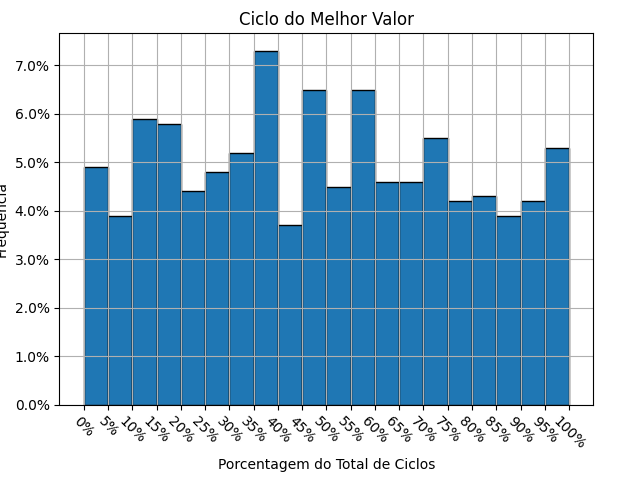 Ciclo do Melhor Valor
7.0%
6.0%
5.0%
4.0%
3.0%
2.0%
1.0%
0.0%
Frequência
0% 5% 10% 15% 20% 25% 30% 35% 40% 45% 50% 55% 60% 65% 70% 75% 80% 85% 90% 95% 100%
Porcentagem do Total de Ciclos